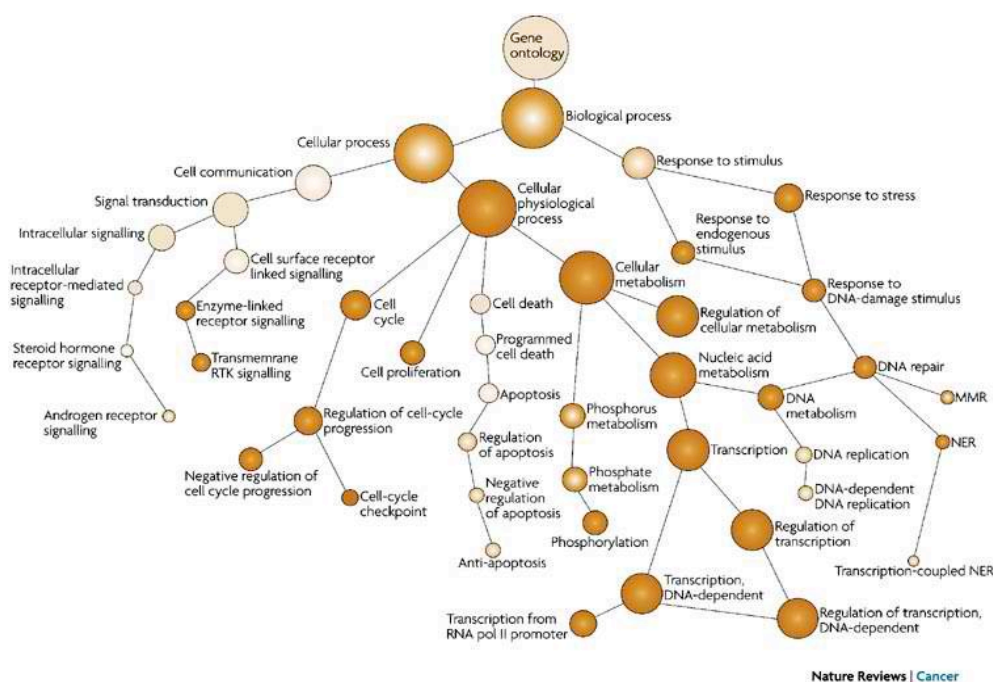 Gene
ontology
Biological process
Cellular process
Cell communication
Response to stimulus
Signal transduction
Cellular
physiological
process
Response to stress
Intracellular signalling
Response to
endogenous
stimulus
Cell surface receptor
linked signalling
Intracellular
receptor-mediated
signalling
Cellular
metabolism
Response to
DNA-damage stimulus
Enzyme-linked
receptor signalling
Cell
cycle
Cell death
Regulation of
cellular metabolism
Steroid hormone
receptor signalling
Transmemrane
RTK signalling
Cell proliferation
Programmed
cell death
Nucleic acid
metabolism
DNA repair
Apoptosis
DNA
metabolism
MMR
Androgen receptor
signalling
Regulation of cell-cycle
progression
Phosphorus
metabolism
Regulation
of apoptosis
Transcription
DNA replication
NER
Negative regulation of
cell cycle progression
Cell-cycle
checkpoint
Negative
regulation
of apoptosis
Phosphate
metabolism
DNA-dependent
DNA replication
Phosphorylation
Regulation of
transcription
Anti-apoptosis
Transcription-coupled NER
Transcription,
DNA-dependent
Transcription from
RNA pol II promoter
Regulation of transcription,
DNA-dependent
Nature Reviews | Cancer